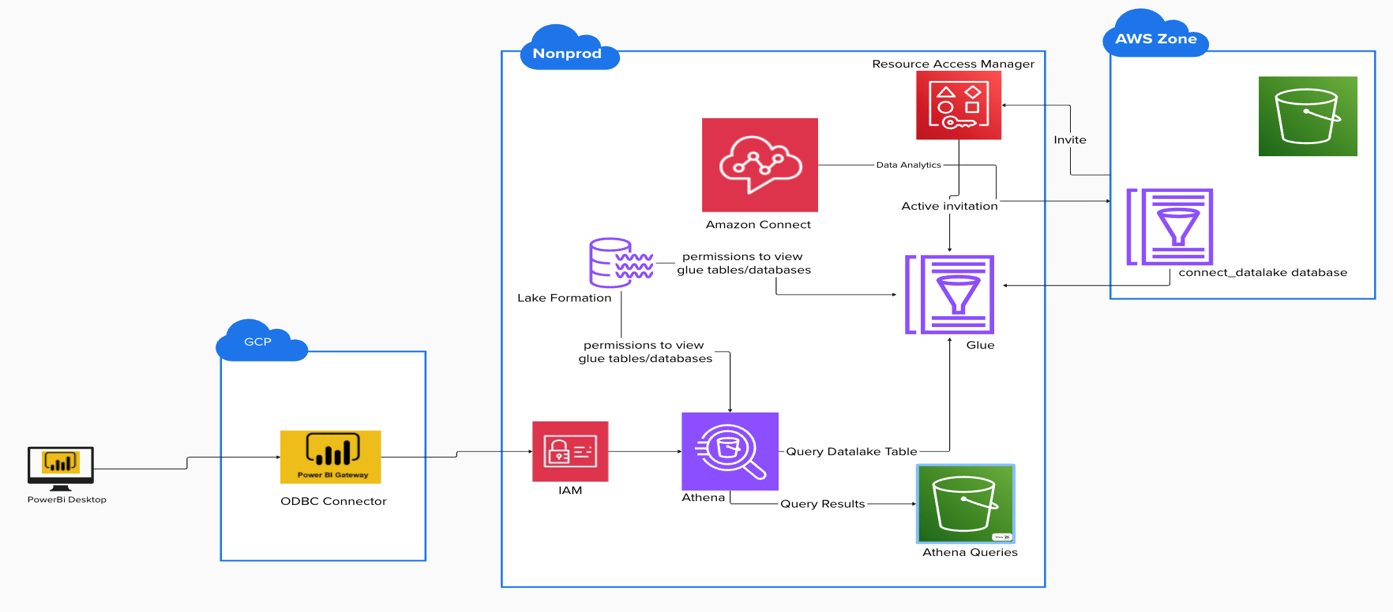 AWS Zone
Nonprod
Resource Access Manager
Invite
Data Analytics
Active invitation
Amazon Connect
permissions to view
glue tables/databases
connect_datalake database
Lake Formation
GCP
Glue
permissions to view
glue tables/databases
Power BI Gateway
Query Datalake Table
IAM
Athena
PowerBi Desktop
ODBC Connector
Query Results
Athena Queries